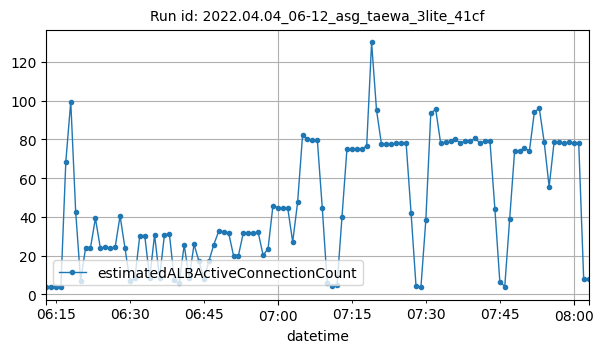 Run id: 2022.04.04_06-12_asg_taewa_3lite_41cf
120
100
80
60
40
20
0
estimatedALBActiveConnectionCount
06:15 06:30 06:45 07:00 07:15 07:30 07:45 08:00
datetime